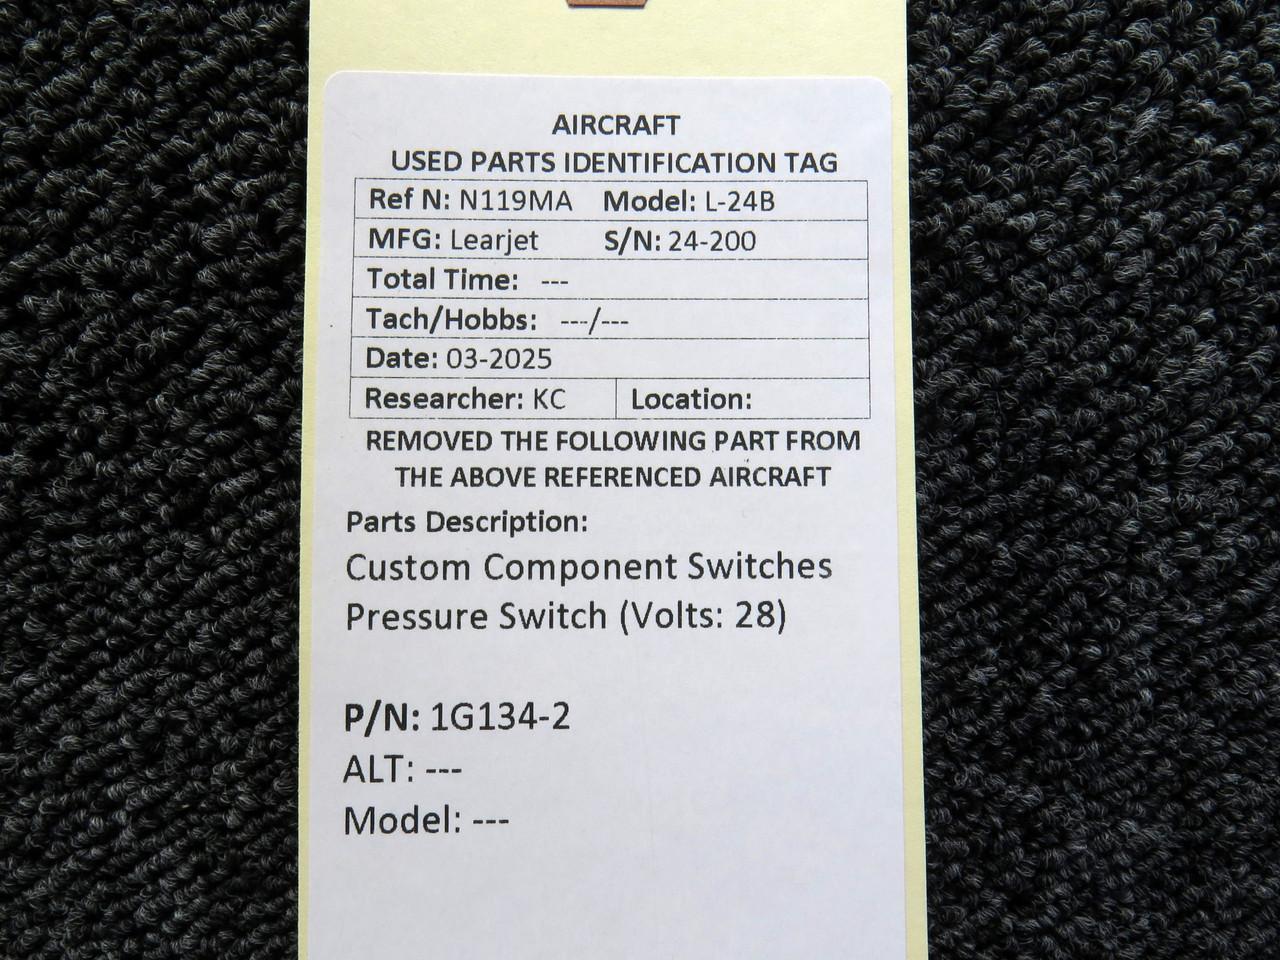 AIRCRAFT
USED PARTS IDENTIFICATION TAG
Ref N: N119MA Model: L-24B
MFG: Learjet S/N: 24-200
Total Time: ---
Tach/Hobbs: ---/---
Date: 03-2025
Researcher: KC Location:
REMOVED THE FOLLOWING PART FROM
THE ABOVE REFERENCED AIRCRAFT
Parts Description:
Custom Component Switches
Pressure Switch (Volts: 28)
P/N: 1G134-2
ALT: ---
Model: ---